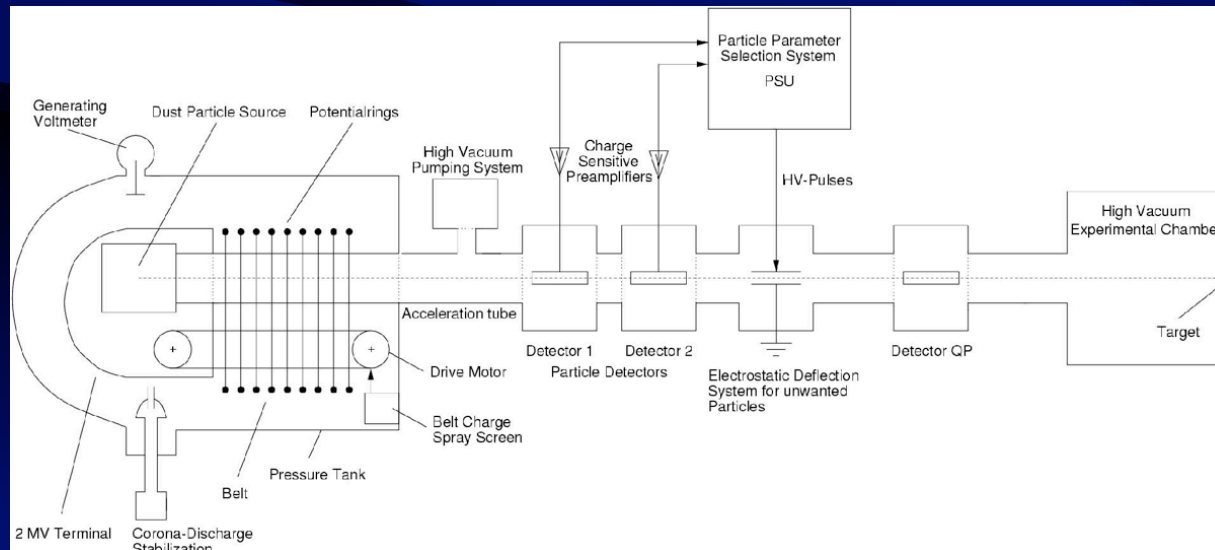 Particle Parameter
Selection System
PSU
Generating
Voltmeter
Dust Particle Source
Potentialrings
High Vacuum
Pumping System
Charge
Sensitive
Preamplifiers
HV-Pulses
High Vacuum
Experimental Chambe
Acceleration tube
Target
Detector 1
Detector 2
Detector QP
Particle Detectors
Drive Motor
Electrostatic Deflection
System for unwanted
Particles
Belt Charge
Spray Screen
Pressure Tank
Belt
2 MV Terminal
Corona-Discharge
Stabilization